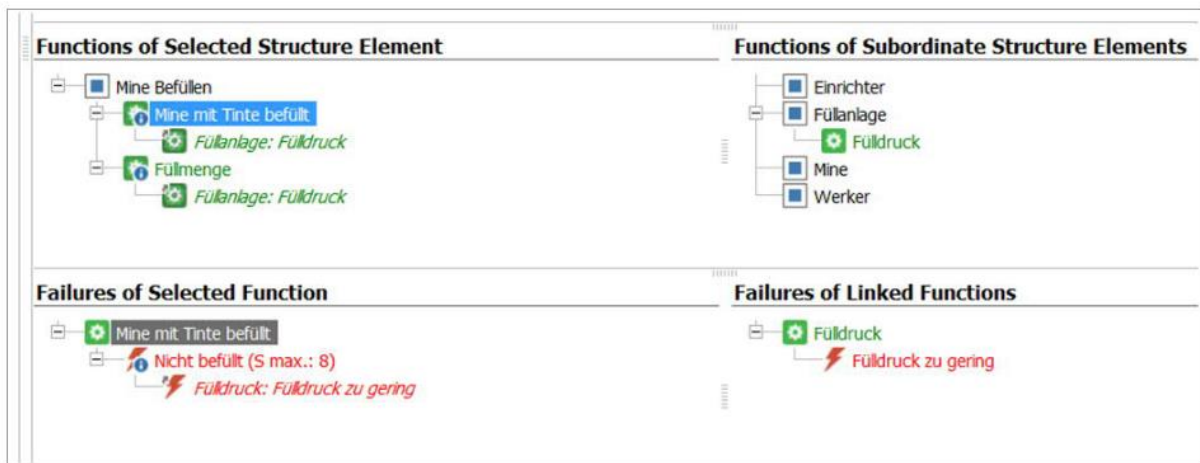 Functions of Selected Structure Element
Mine Befüllen
Mine mit Tinte befüllt
Füllanlage: Fülldruck
Füllmenge
Füllanlage: Fülldruck
Functions of Subordinate Structure Elements
Einrichter
Füllanlage
Fülldruck
Mine
Werker
Failures of Selected Function
Mine mit Tinte befüllt
Nicht befüllt (S max.: 8)
Fülldruck: Fülldruck zu gering
Failures of Linked Functions
Fülldruck
Fülldruck zu gering